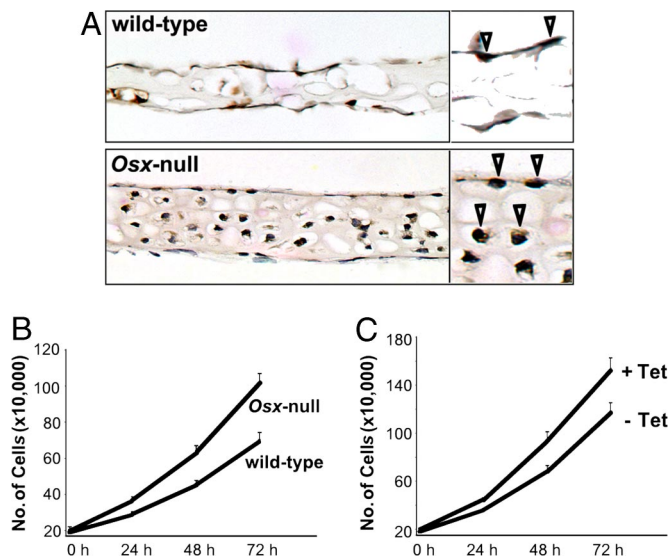 A
wild-type
Osx-null
B
No. of Cells (x10,000)
120
100
80
60
40
20
0 h
24 h
48 h
72 h
Osx-null
wild-type
C
No. of Cells (x10,000)
180
140
100
60
20
0 h
24 h
48 h
72 h
+ Tet
- Tet